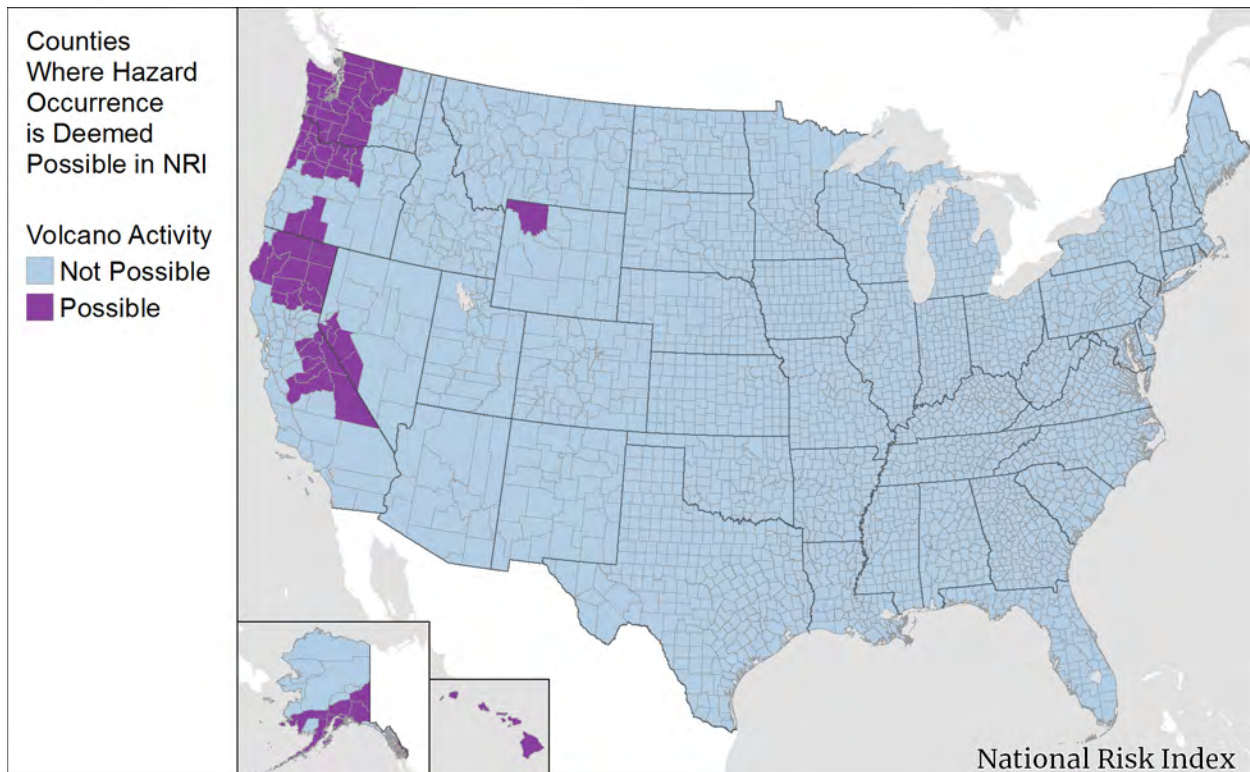 Counties
Where Hazard
Occurrence
is Deemed
Possible in NRI
Volcano Activity
Not Possible
Possible
National Risk Index